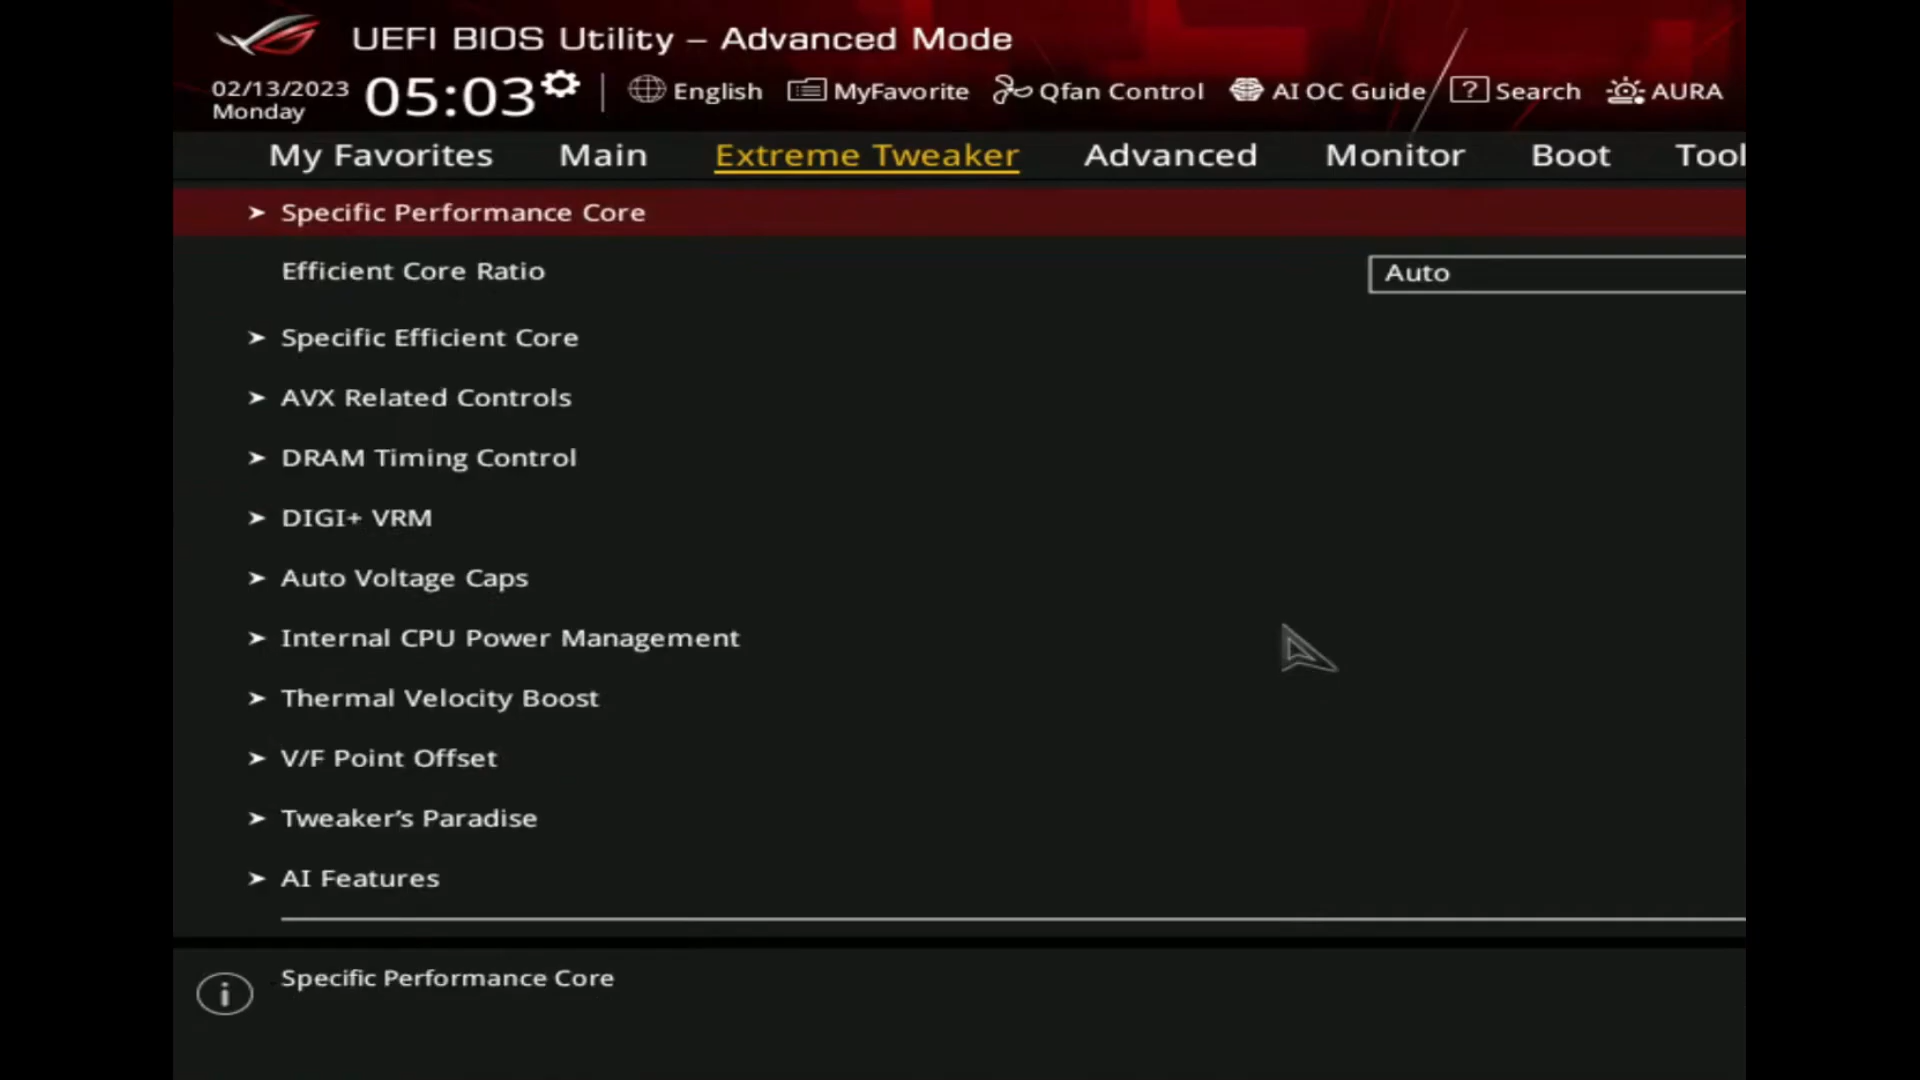 UEFI BIOS Utility – Advanced Mode
02/13/2023
Monday
05:03
English
MyFavorite
Qfan Control
AI OC Guide
? Search
AURA
My Favorites
Main
Extreme Tweaker
Advanced
Monitor
Boot
Tool
Specific Performance Core
Efficient Core Ratio
Auto
Specific Efficient Core
AVX Related Controls
DRAM Timing Control
DIGI+ VRM
Auto Voltage Caps
Internal CPU Power Management
Thermal Velocity Boost
V/F Point Offset
Tweaker’s Paradise
AI Features
i
Specific Performance Core